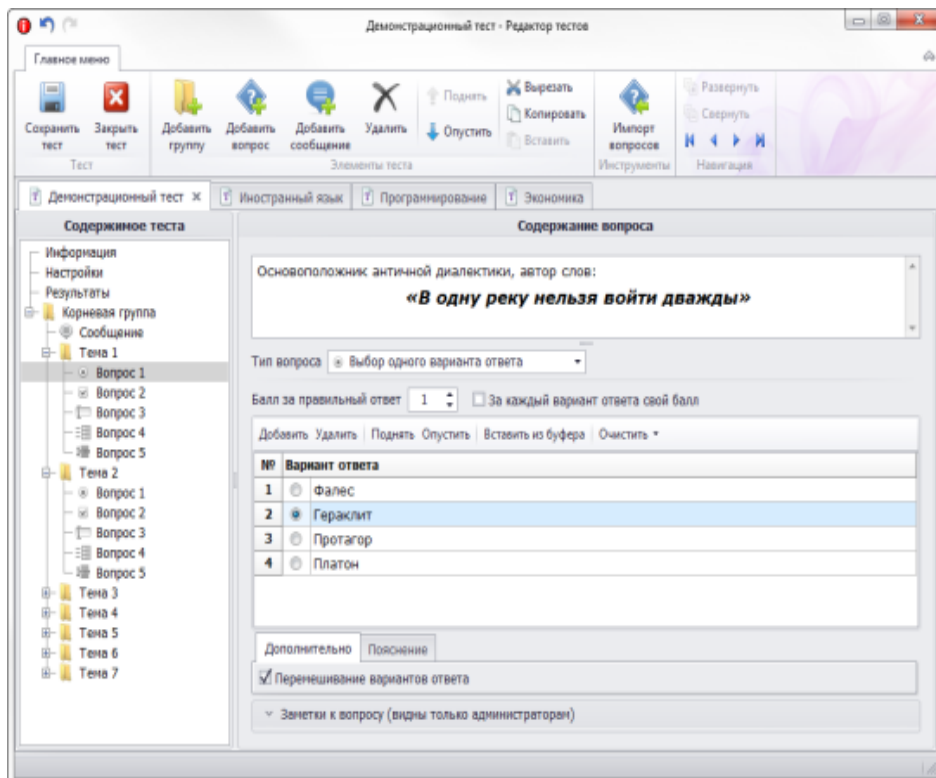 Демонстрационный тест - Редактор тестов
Главное меню
Сохранить тест
Закрыть тест
Тест
Добавить группу
Добавить вопрос
Добавить сообщение
Удалить
Поднять
Опустить
Вырезать
Копировать
Вставить
Элементы теста
Импорт вопросов
Инструменты
Развернуть
Свернуть
Навигация
Демонстрационный тест
Иностранный язык
Программирование
Экономика
Содержимое теста
Информация
Настройки
Результаты
Корневая группа
Сообщение
Тема 1
Вопрос 1
Вопрос 2
Вопрос 3
Вопрос 4
Вопрос 5
Тема 2
Вопрос 1
Вопрос 2
Вопрос 3
Вопрос 4
Вопрос 5
Тема 3
Тема 4
Тема 5
Тема 6
Тема 7
Содержание вопроса
Основоположник античной диалектики, автор слов:
«В одну реку нельзя войти дважды»
Тип вопроса Выбор одного варианта ответа
Балл за правильный ответ 1 За каждый вариант ответа свой балл
Добавить Удалить Поднять Опустить Вставить из буфера Очистить
№ Вариант ответа
1 Фалес
2 Гераклит
3 Протагор
4 Платон
Дополнительно Пояснение
Перемешивание вариантов ответа
Заметки к вопросу (видны только администраторам)